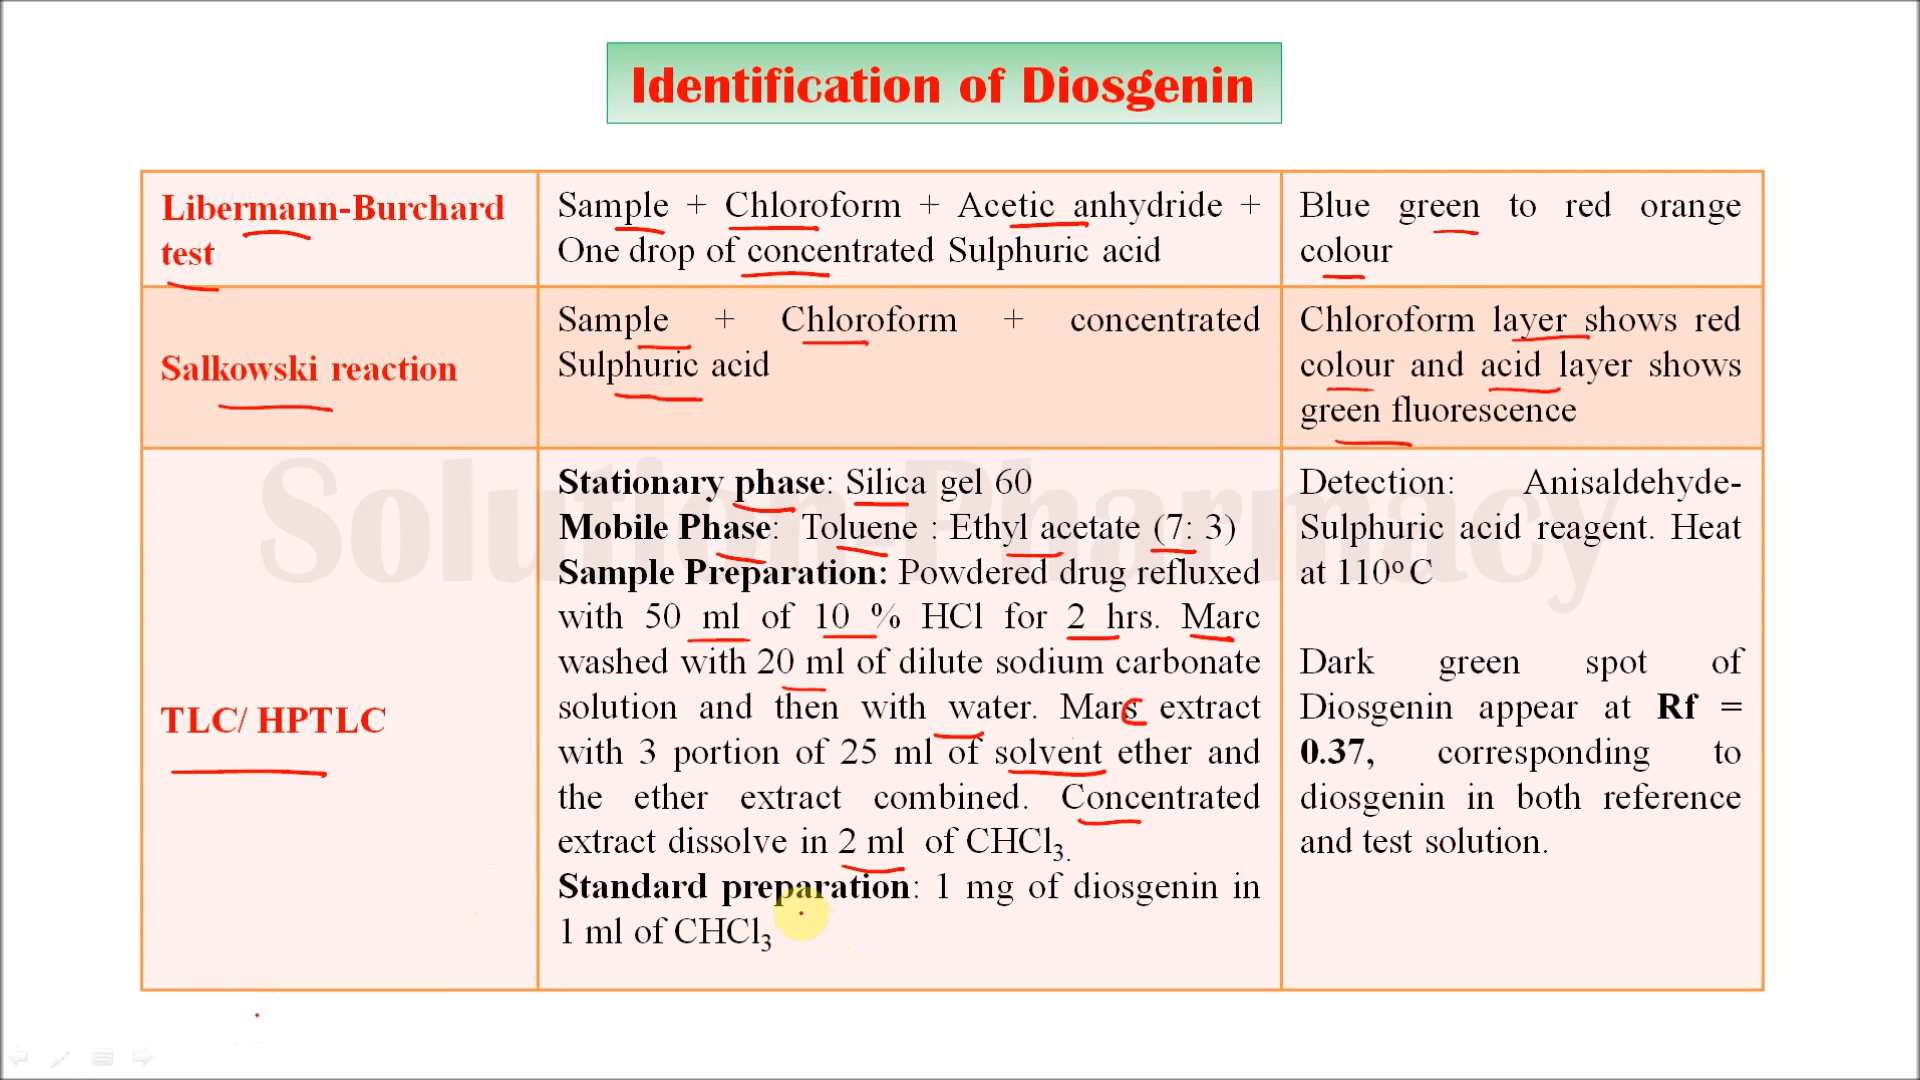 Identification of Diosgenin
Libermann-Burchard
test
Sample + Chloroform + Acetic anhydride +
One drop of concentrated Sulphuric acid
Blue green to red orange
colour
Salkowski reaction
Sample + Chloroform + concentrated
Sulphuric acid
Chloroform layer shows red
colour and acid layer shows
green fluorescence
TLC/ HPTLC
Stationary phase: Silica gel 60
Mobile Phase: Toluene : Ethyl acetate (7: 3)
Sample Preparation: Powdered drug refluxed
with 50 ml of 10 % HCl for 2 hrs. Marc
washed with 20 ml of dilute sodium carbonate
solution and then with water. Mars extract
with 3 portion of 25 ml of solvent ether and
the ether extract combined. Concentrated
extract dissolve in 2 ml of CHCl3.
Standard preparation: 1 mg of diosgenin in
1 ml of CHCl3
Detection: Anisaldehyde-
Sulphuric acid reagent. Heat
at 110o C
Dark green spot of
Diosgenin appear at Rf =
0.37, corresponding to
diosgenin in both reference
and test solution.
Solution-Pharmacy